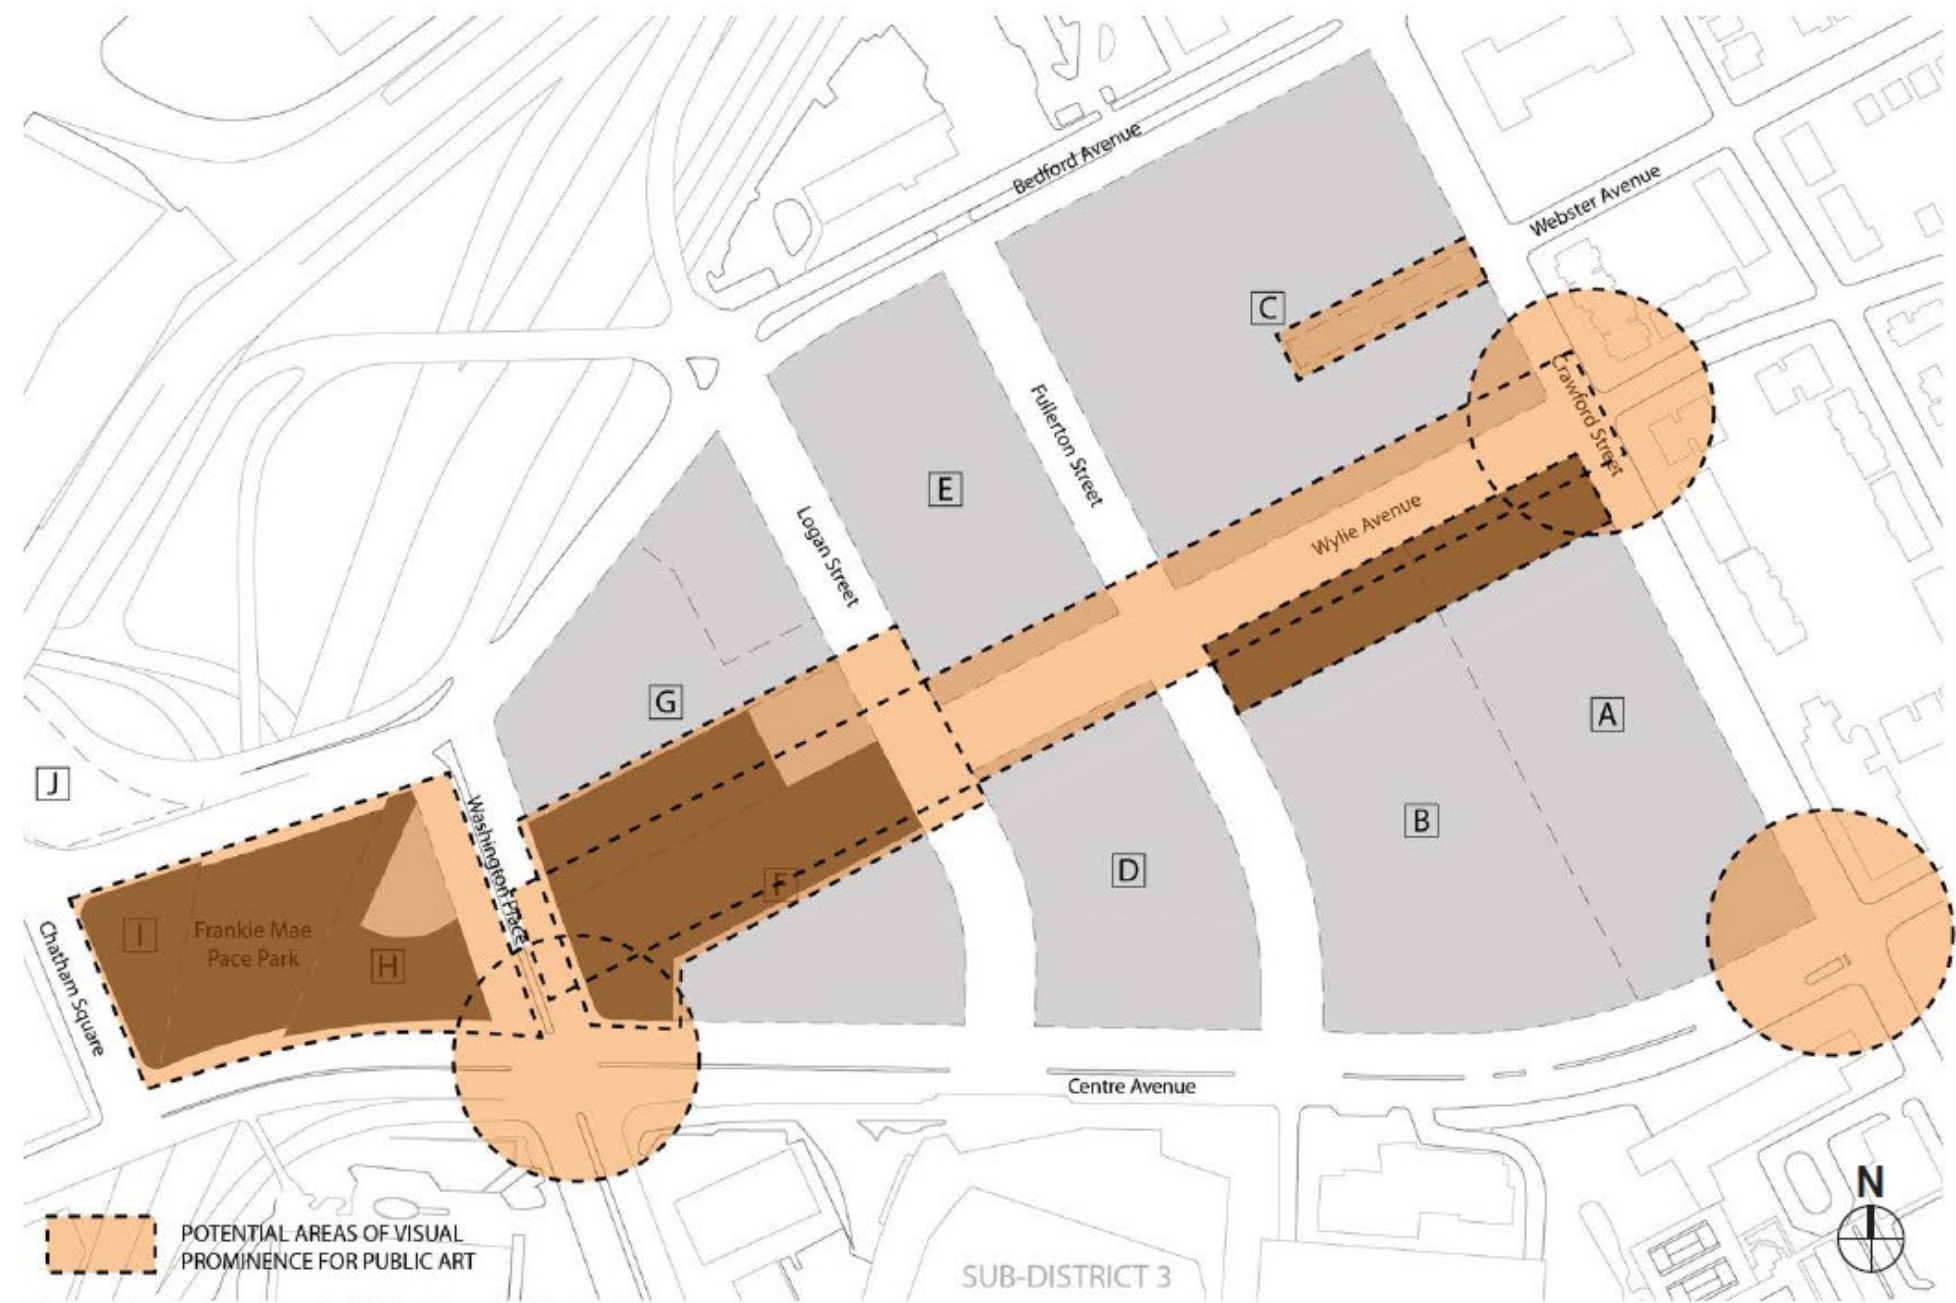 Bedford Avenue
Webster Avenue
C
Crawford Street
Fullerton Street
E
Logan Street
Wylie Avenue
G
A
J
Washington Place
B
D
F
I
Frankie Mae
Pace Park
H
Chatham Square
Centre Avenue
N
POTENTIAL AREAS OF VISUAL
PROMINENCE FOR PUBLIC ART
SUB-DISTRICT 3